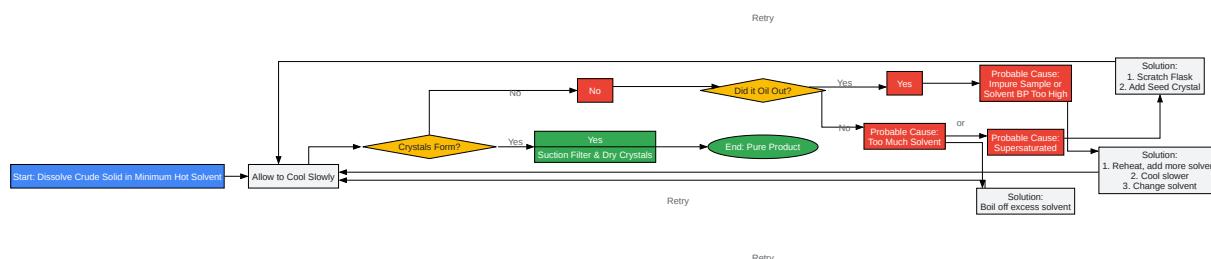 Retry
Start: Dissolve Crude Solid in Minimum Hot Solvent
Allow to Cool Slowly
Crystals Form?
No
No
Yes
Yes
Suction Filter & Dry Crystals
End: Pure Product
Did it Oil Out?
Yes
Yes
Probable Cause:
Impure Sample or
Solvent BP Too High
No
Probable Cause:
Too Much Solvent
or
Probable Cause:
Supersaturated
Solution:
1. Scratch Flask
2. Add Seed Crystal
Solution:
1. Reheat, add more solver
2. Cool slower
3. Change solvent
Solution:
Boil off excess solvent
Retry
Retry